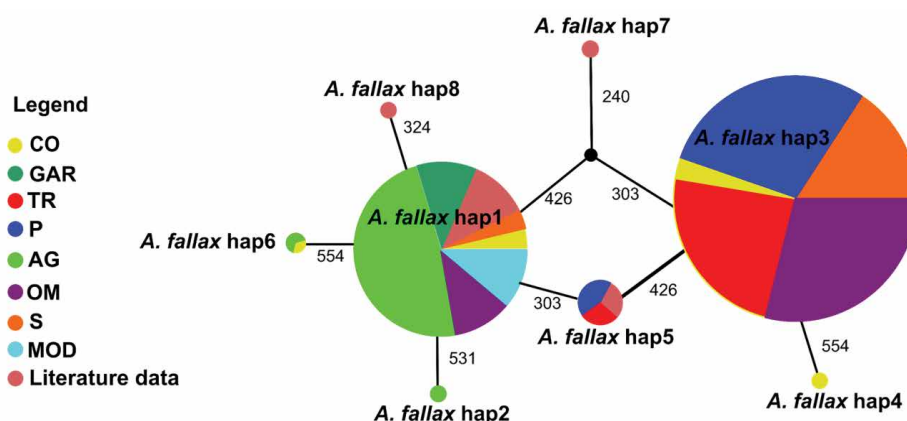 Legend
CO
GAR
TR
P
AG
OM
S
MOD
Literature data
A. fallax hap7
240
A. fallax hap8
324
A. fallax hap3
426
303
A. fallax hap1
A. fallax hap6
554
303
426
A. fallax hap5
531
554
A. fallax hap2
A. fallax hap4